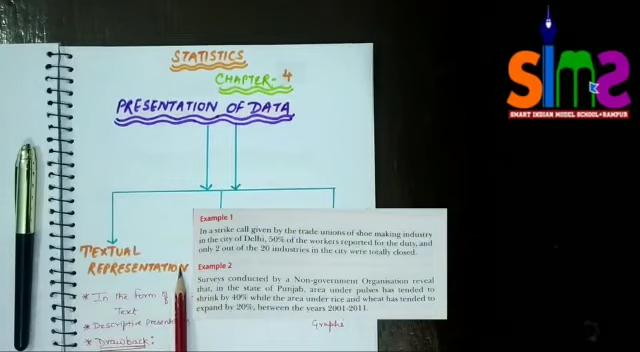 STATISTICS
CHAPTER-4
PRESENTATION OF DATA
SIMS
SMART INDIAN MODEL SCHOOL•RAMPUR
TEXTUAL
REPRESENTATION
* In the form of
Text
* Descriptive
* Drawback:
Example 1
In a strike call given by the trade unions of shoe making industry
in the city of Delhi, 50% of the workers reported for the duty, and
only 2 out of the 20 industries in the city were totally closed.
Example 2
Surveys conducted by a Non-government Organisation reveal
that, in the state of Punjab, area under pulses has tended to
shrink by 40% while the area under rice and wheat has tended to
expand by 20%, between the years 2001-2011.
Graphs